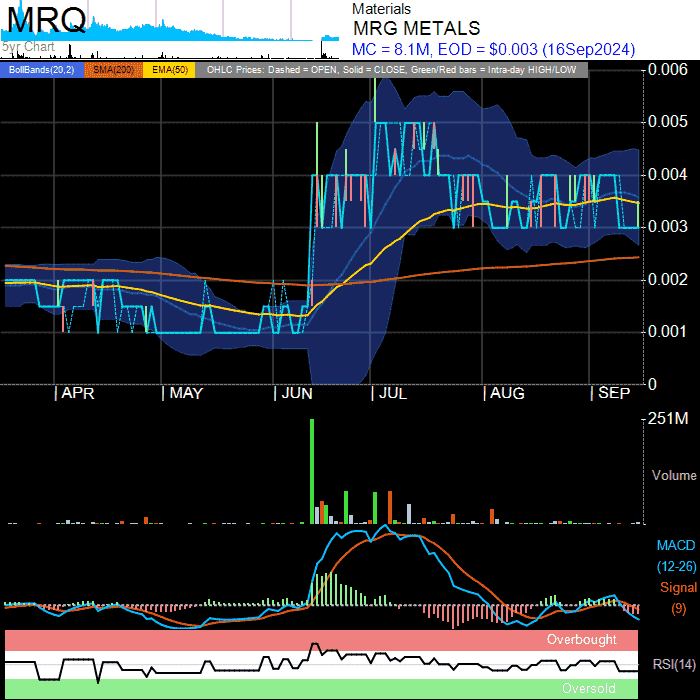 MRQ
5yr Chart
Materials
MRG METALS
MC = 8.1M, EOD = $0.003 (16Sep2024)
BollBands(20,2) SMA(200) EMA(50) OHLC Prices: Dashed = OPEN, Solid = CLOSE, Green/Red bars = Intra-day HIGH/LOW
0.006
0.005
0.004
0.003
0.002
0.001
0
APR MAY JUN JUL AUG SEP
251M
Volume
MACD
(12-26)
Signal
(9)
Overbought
RSI(14)
Oversold